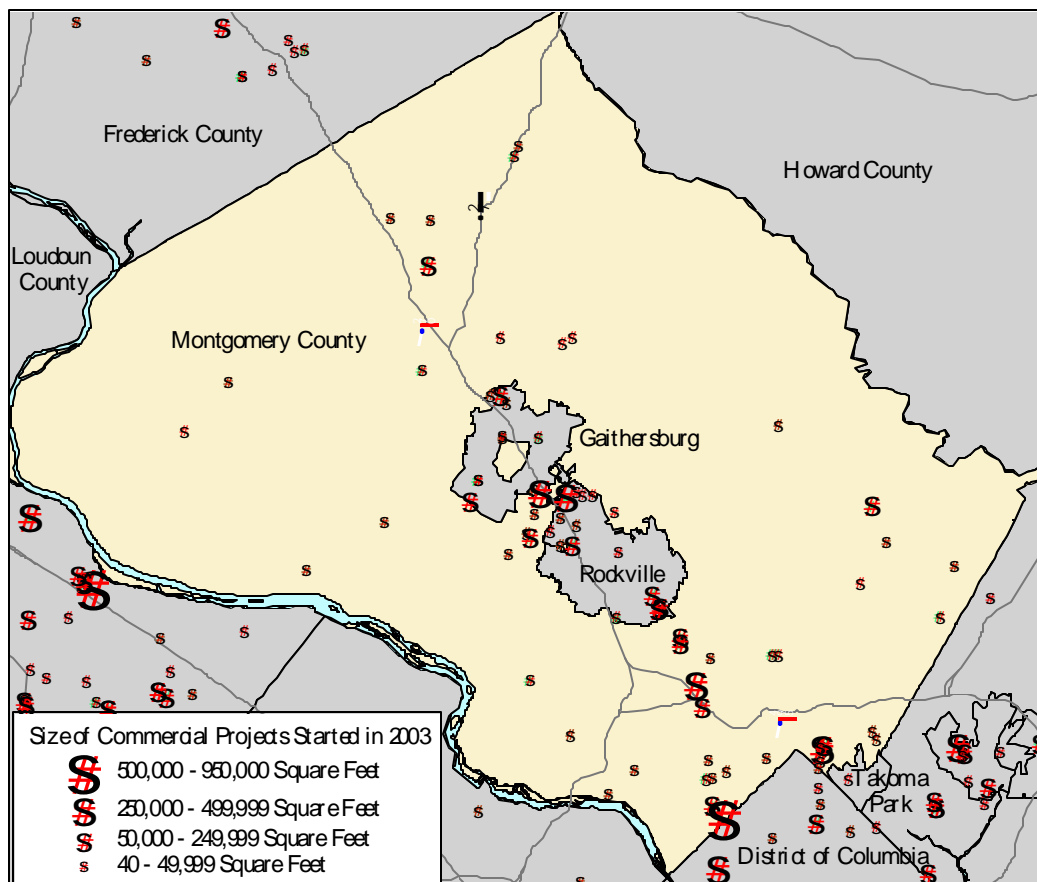 Frederick County
Howard County
Loudoun
County
Montgomery County
Gaithersburg
Rockville
Takoma
Park
District of Columbia
Size of Commercial Projects Started in 2003
500,000 - 950,000 Square Feet
250,000 - 499,999 Square Feet
50,000 - 249,999 Square Feet
40 - 49,999 Square Feet